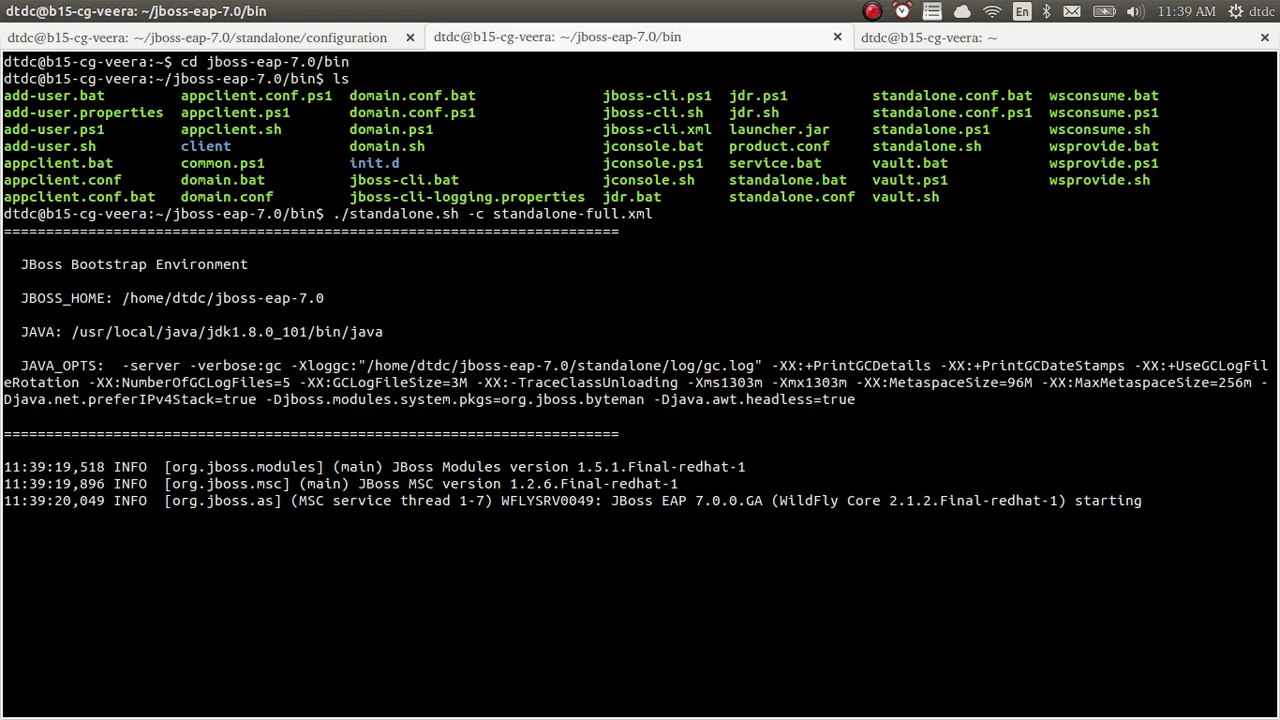 dtdc@b15-cg-veera: ~/jboss-eap-7.0/bin
En 11:39 AM dtdc
dtdc@b15-cg-veera: ~/jboss-eap-7.0/standalone/configuration × dtdc@b15-cg-veera: ~/jboss-eap-7.0/bin × dtdc@b15-cg-veera: ~ ×
dtdc@b15-cg-veera:~$ cd jboss-eap-7.0/bin
dtdc@b15-cg-veera:~/jboss-eap-7.0/bin$ ls
add-user.bat appclient.conf.ps1 domain.conf.bat jboss-cli.ps1 jdr.ps1 standalone.conf.bat wsconsume.bat
add-user.properties appclient.ps1 domain.conf.ps1 jboss-cli.sh jdr.sh standalone.conf.ps1 wsconsume.ps1
add-user.ps1 appclient.sh domain.ps1 jboss-cli.xml launcher.jar standalone.ps1 wsconsume.sh
add-user.sh client domain.sh jconsole.bat product.conf standalone.sh wsprovide.bat
appclient.bat common.ps1 init.d jconsole.ps1 service.bat vault.bat wsprovide.ps1
appclient.conf domain.bat jboss-cli.bat jconsole.sh standalone.bat vault.ps1 wsprovide.sh
appclient.conf.bat domain.conf jboss-cli-logging.properties jdr.bat standalone.conf vault.sh
dtdc@b15-cg-veera:~/jboss-eap-7.0/bin$ ./standalone.sh -c standalone-full.xml
=========================================================================
JBoss Bootstrap Environment
JBOSS_HOME: /home/dtdc/jboss-eap-7.0
JAVA: /usr/local/java/jdk1.8.0_101/bin/java
JAVA_OPTS: -server -verbose:gc -Xloggc:"/home/dtdc/jboss-eap-7.0/standalone/log/gc.log" -XX:+PrintGCDetails -XX:+PrintGCDateStamps -XX:+UseGCLogFil
eRotation -XX:NumberOfGCLogFiles=5 -XX:GCLogFileSize=3M -XX:-TraceClassUnloading -Xms1303m -Xmx1303m -XX:MetaspaceSize=96M -XX:MaxMetaspaceSize=256m -
Djava.net.preferIPv4Stack=true -Djboss.modules.system.pkgs=org.jboss.byteman -Djava.awt.headless=true
=========================================================================
11:39:19,518 INFO [org.jboss.modules] (main) JBoss Modules version 1.5.1.Final-redhat-1
11:39:19,896 INFO [org.jboss.msc] (main) JBoss MSC version 1.2.6.Final-redhat-1
11:39:20,049 INFO [org.jboss.as] (MSC service thread 1-7) WFLYSRV0049: JBoss EAP 7.0.0.GA (WildFly Core 2.1.2.Final-redhat-1) starting